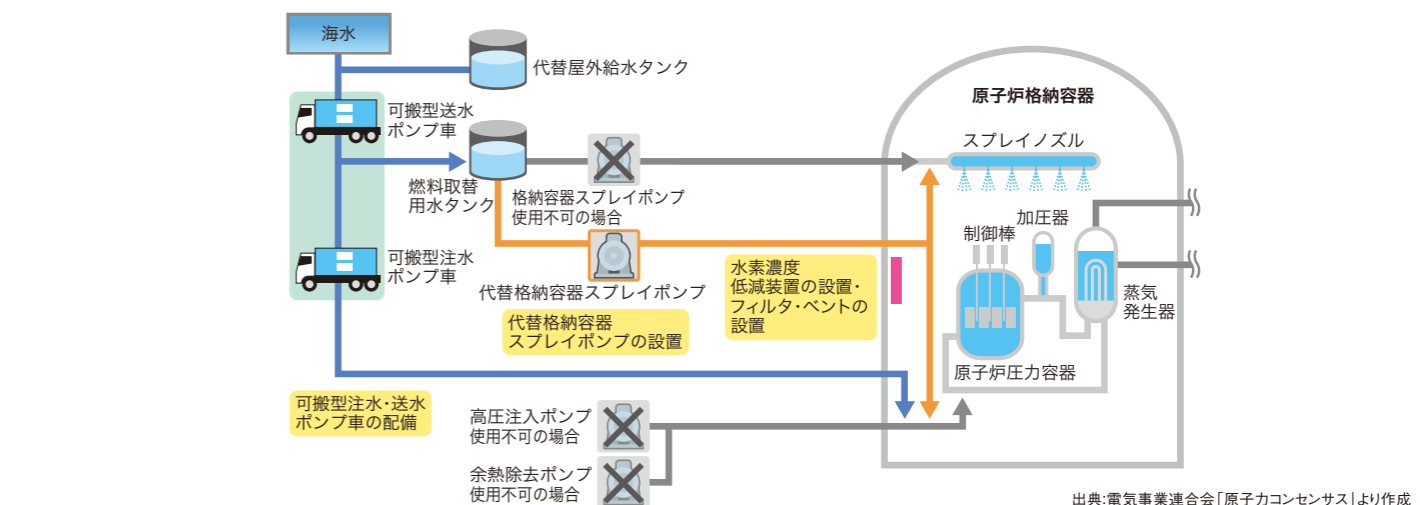 海水
代替屋外給水タンク
可搬型送水
ポンプ車
燃料取替
用水タンク
格納容器スプレイポンプ
使用不可の場合
原子炉格納容器
スプレイノズル
加圧器
制御棒
蒸気
発生器
原子炉圧力容器
可搬型注水
ポンプ車
代替格納容器スプレイポンプ
代替格納容器
スプレイポンプの設置
水素濃度
低減装置の設置・
フィルタ・ベントの
設置
可搬型注水・送水
ポンプ車の配備
高圧注入ポンプ
使用不可の場合
余熱除去ポンプ
使用不可の場合
出典:電気事業連合会「原子力コンセンサス」より作成